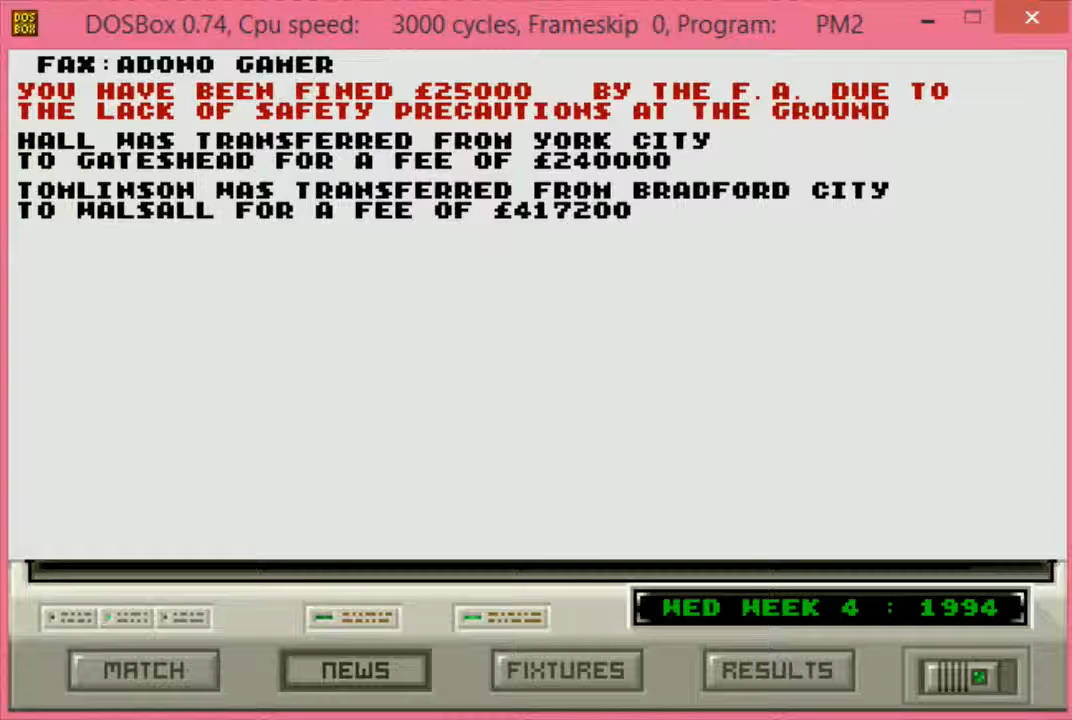 DOS BOX
DOSBox 0.74, Cpu speed: 3000 cycles, Frameskip 0, Program: PM2
FAX:ADOMO GAMER
YOU HAVE BEEN FINED £25000 BY THE F.A. DUE TO
THE LACK OF SAFETY PRECAUTIONS AT THE GROUND
HALL WAS TRANSFERRED FROM YORK CITY
TO GATESHEAD FOR A FEE OF £240000
TOMLINSON WAS TRANSFERRED FROM BRADFORD CITY
TO WALSALL FOR A FEE OF £417200
WED WEEK 4 : 1994
MATCH NEWS FIXTURES RESULTS